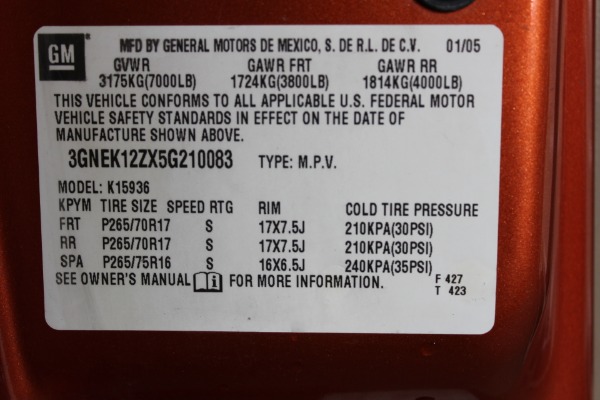 GM
MFD BY GENERAL MOTORS DE MEXICO, S. DE R.L. DE C.V. 01/05
GVWR GAWR FRT GAWR RR
3175KG(7000LB) 1724KG(3800LB) 1814KG(4000LB)
THIS VEHICLE CONFORMS TO ALL APPLICABLE U.S. FEDERAL MOTOR
VEHICLE SAFETY STANDARDS IN EFFECT ON THE DATE OF
MANUFACTURE SHOWN ABOVE.
3GNEK12ZX5G210083 TYPE: M.P.V.
MODEL: K15936
KPYM TIRE SIZE SPEED RTG RIM COLD TIRE PRESSURE
FRT P265/70R17 S 17X7.5J 210KPA(30PSI)
RR P265/70R17 S 17X7.5J 210KPA(30PSI)
SPA P265/75R16 S 16X6.5J 240KPA(35PSI)
SEE OWNER'S MANUAL FOR MORE INFORMATION. F 427
T 423